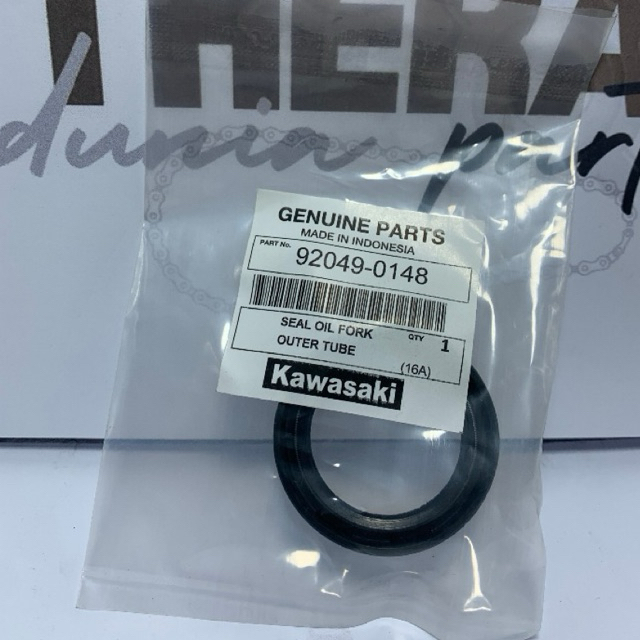 THERA
dunia part
GENUINE PARTS
MADE IN INDONESIA
PART No. 92049-0148
SEAL OIL FORK QTY 1
OUTER TUBE (16A)
Kawasaki